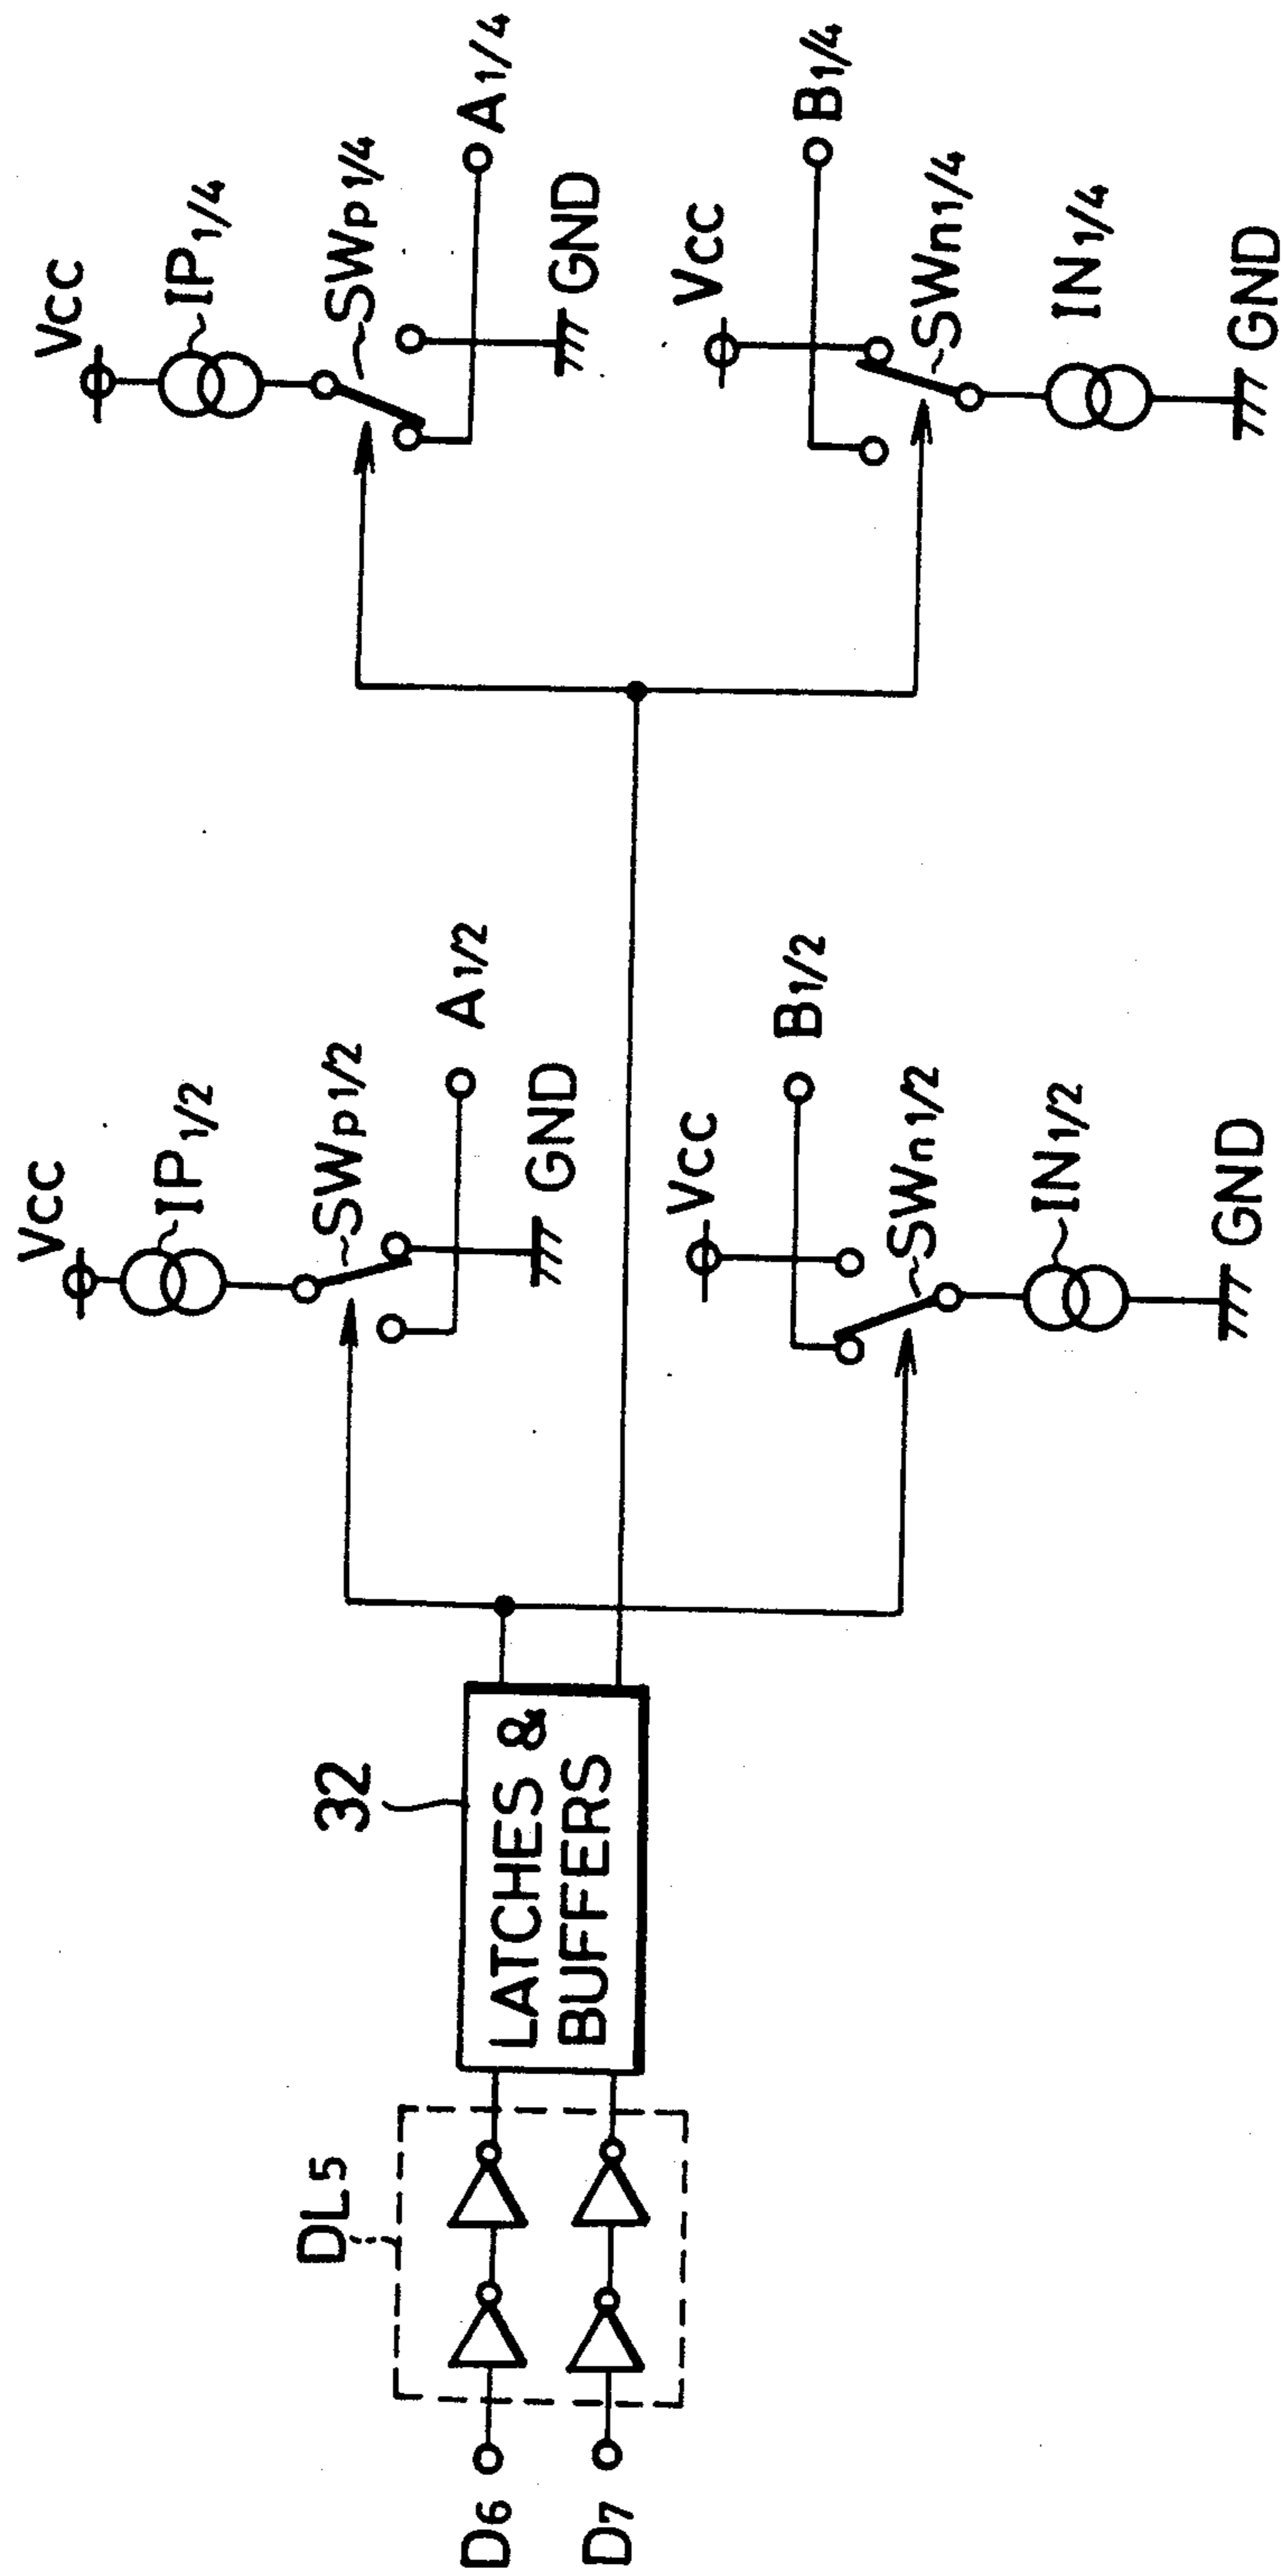 D6
D7
DL5
32
LATCHES &
BUFFERS
Vcc
IP1/2
SWp1/2
A1/2
GND
Vcc
B1/2
SWn1/2
IN1/2
GND
Vcc
IP1/4
SWp1/4
A1/4
GND
Vcc
B1/4
SWn1/4
IN1/4
GND